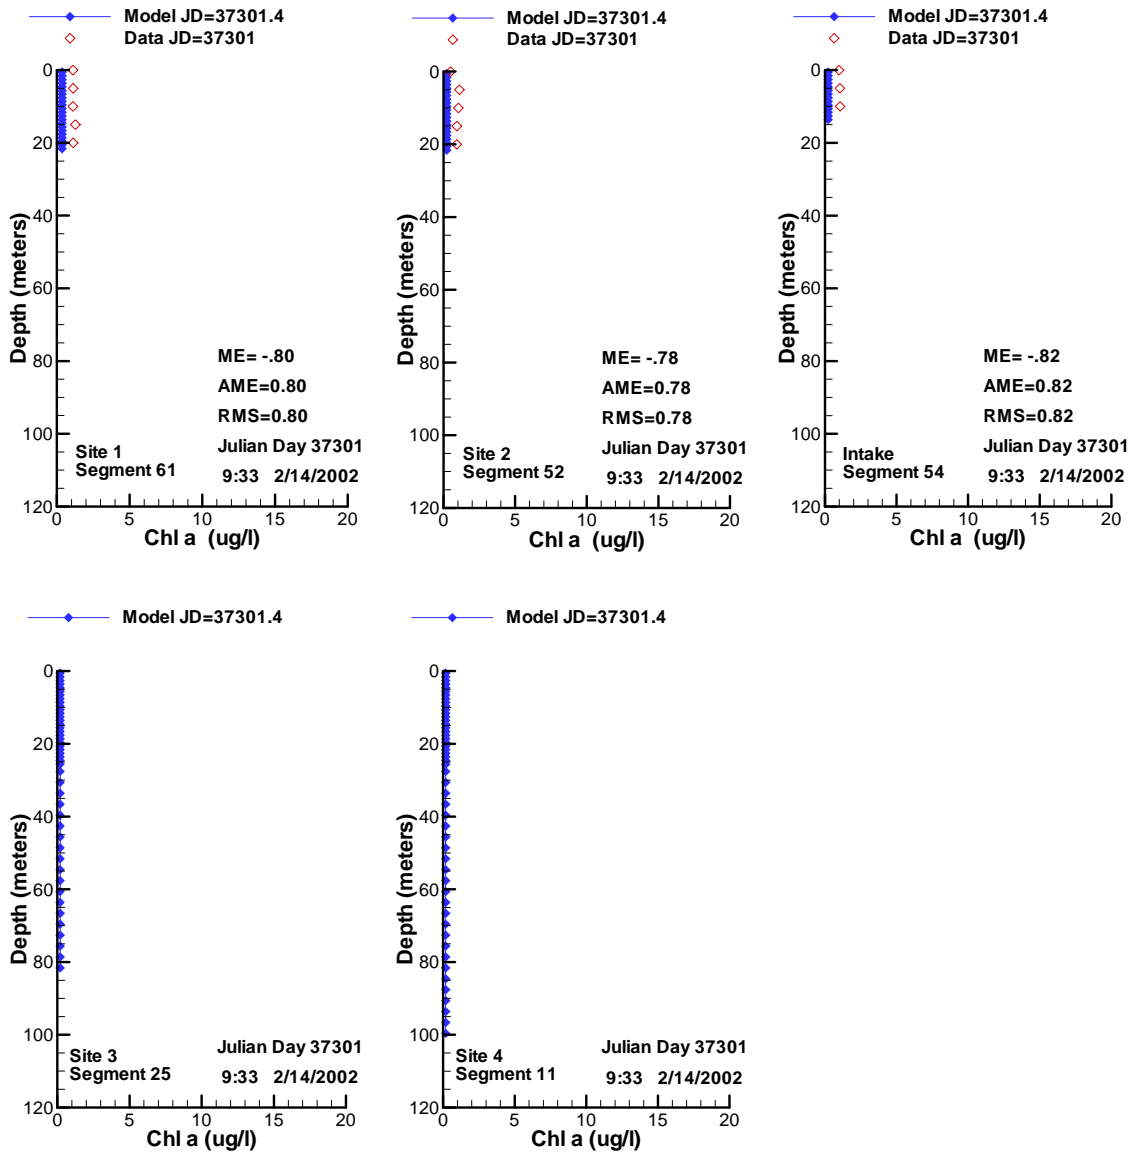 Model JD=37301.4
Data JD=37301
0
20
40
60
80
100
120
Depth (meters)
ME= -.80
AME=0.80
RMS=0.80
Julian Day 37301
9:33 2/14/2002
Site 1
Segment 61
0 5 10 15 20
Chl a (ug/l)
Model JD=37301.4
Data JD=37301
0
20
40
60
80
100
120
Depth (meters)
ME= -.78
AME=0.78
RMS=0.78
Julian Day 37301
9:33 2/14/2002
Site 2
Segment 52
0 5 10 15 20
Chl a (ug/l)
Model JD=37301.4
Data JD=37301
0
20
40
60
80
100
120
Depth (meters)
ME= -.82
AME=0.82
RMS=0.82
Julian Day 37301
9:33 2/14/2002
Intake
Segment 54
0 5 10 15 20
Chl a (ug/l)
Model JD=37301.4
0
20
40
60
80
100
120
Depth (meters)
Julian Day 37301
9:33 2/14/2002
Site 3
Segment 25
0 5 10 15 20
Chl a (ug/l)
Model JD=37301.4
0
20
40
60
80
100
120
Depth (meters)
Julian Day 37301
9:33 2/14/2002
Site 4
Segment 11
0 5 10 15 20
Chl a (ug/l)